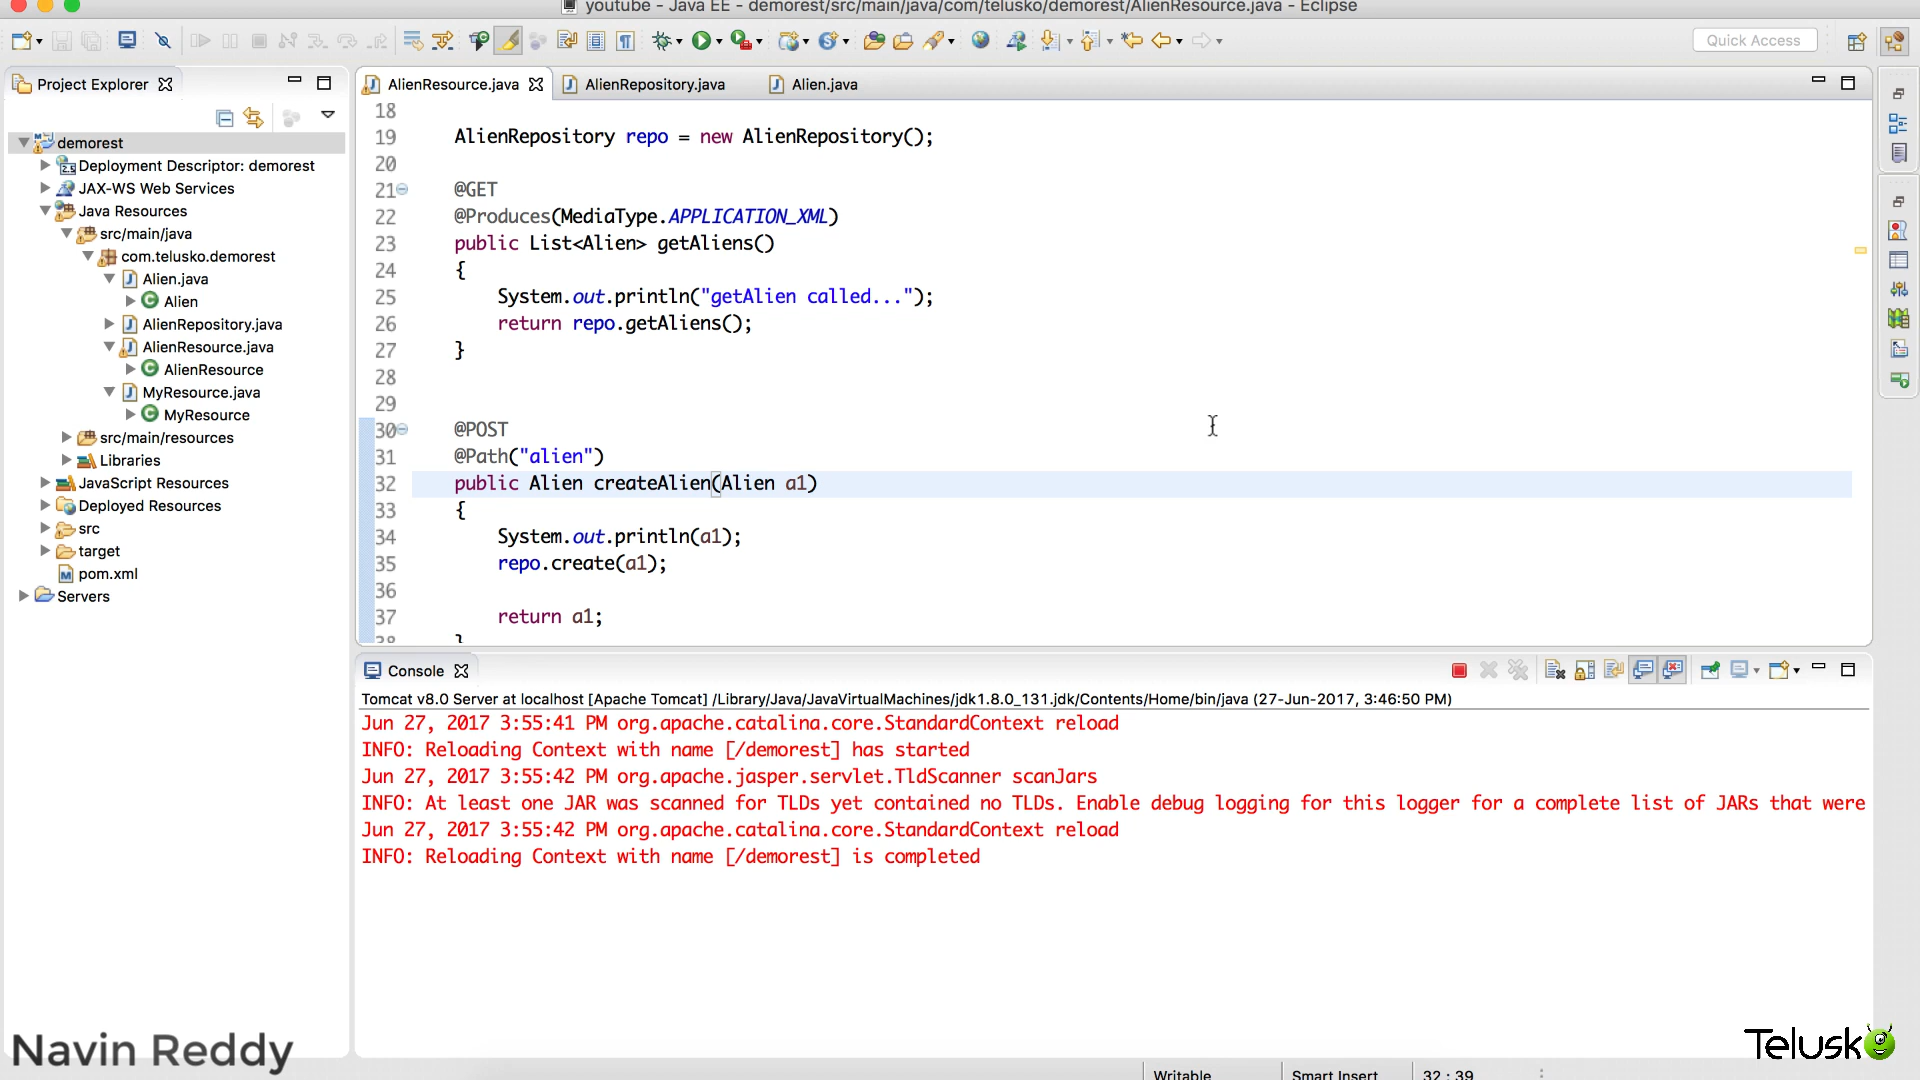 youtube - Java EE - demorest/src/main/java/com/telusko/demorest/AlienResource.java - Eclipse
Quick Access
Project Explorer
demorest
Deployment Descriptor: demorest
JAX-WS Web Services
Java Resources
src/main/java
com.telusko.demorest
Alien.java
Alien
AlienRepository.java
AlienResource.java
AlienResource
MyResource.java
MyResource
src/main/resources
Libraries
JavaScript Resources
Deployed Resources
src
target
pom.xml
Servers
AlienResource.java
AlienRepository.java
Alien.java
18
19 AlienRepository repo = new AlienRepository();
20
21 @GET
22 @Produces(MediaType.APPLICATION_XML)
23 public List<Alien> getAliens()
24 {
25 System.out.println("getAlien called...");
26 return repo.getAliens();
27 }
28
29
30 @POST
31 @Path("alien")
32 public Alien createAlien(Alien a1)
33 {
34 System.out.println(a1);
35 repo.create(a1);
36
37 return a1;
38 }
Console
Tomcat v8.0 Server at localhost [Apache Tomcat] /Library/Java/JavaVirtualMachines/jdk1.8.0_131.jdk/Contents/Home/bin/java (27-Jun-2017, 3:46:50 PM)
Jun 27, 2017 3:55:41 PM org.apache.catalina.core.StandardContext reload
INFO: Reloading Context with name [/demorest] has started
Jun 27, 2017 3:55:42 PM org.apache.jasper.servlet.TldScanner scanJars
INFO: At least one JAR was scanned for TLDs yet contained no TLDs. Enable debug logging for this logger for a complete list of JARs that were
Jun 27, 2017 3:55:42 PM org.apache.catalina.core.StandardContext reload
INFO: Reloading Context with name [/demorest] is completed
Navin Reddy
Telusk
Writable
Smart Insert
32 : 39